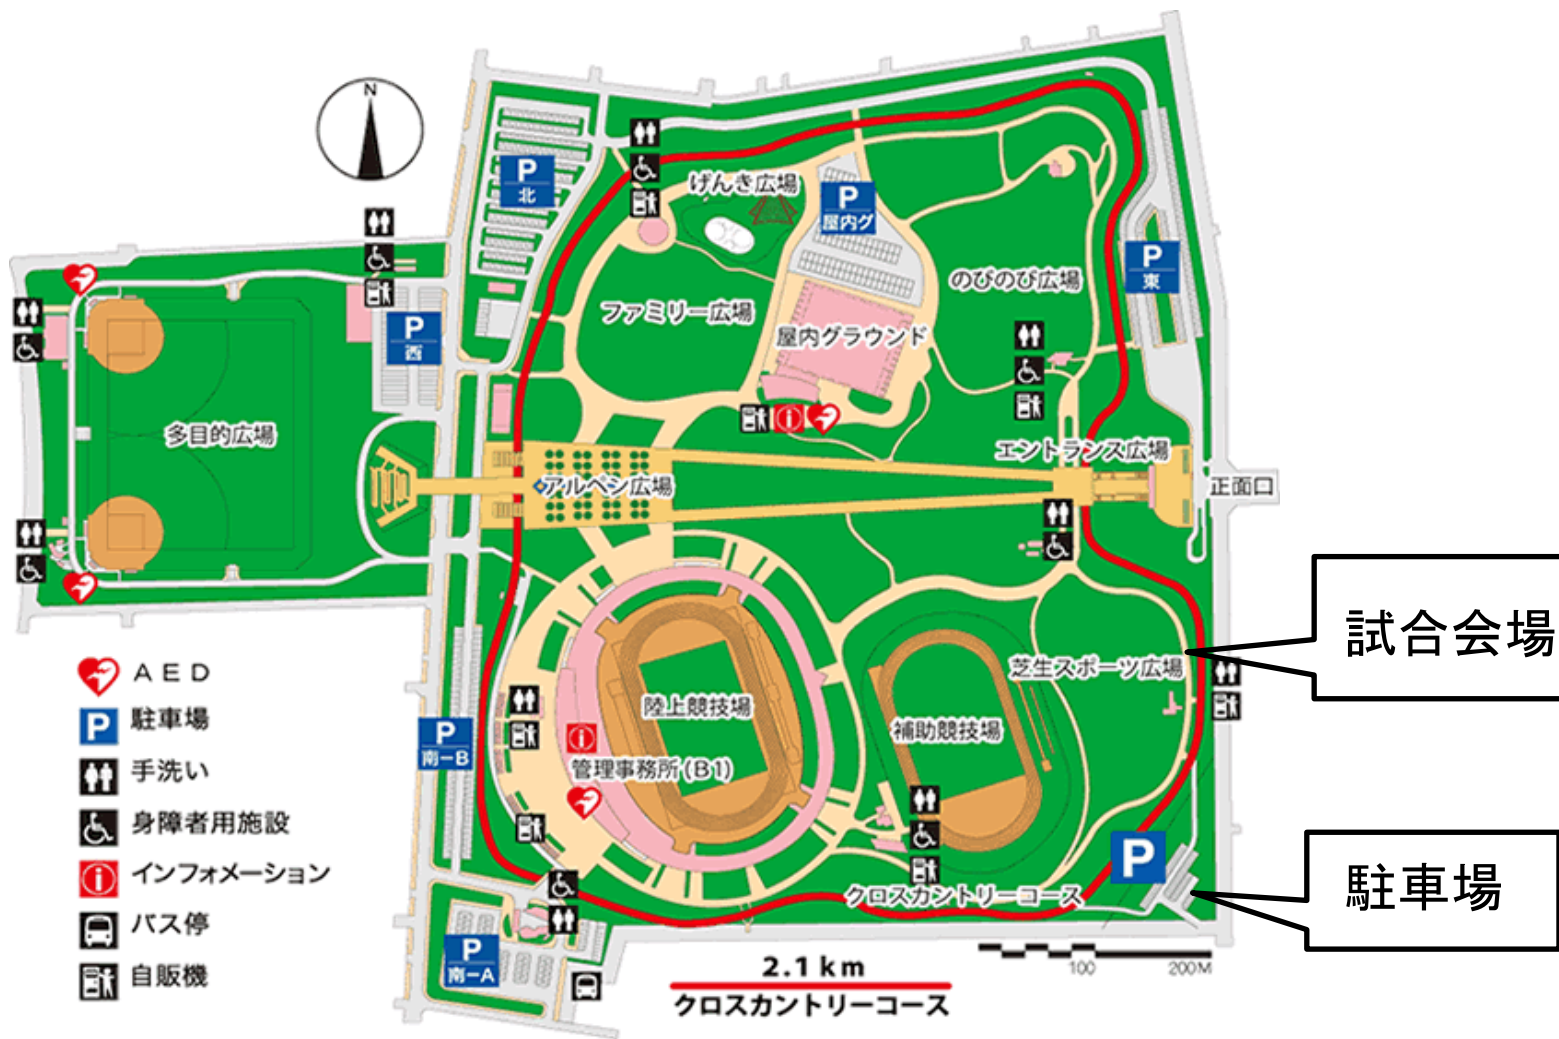 N
P
北
げんき広場
P
屋内グ
P
東
のびのび広場
ファミリー広場
屋内グラウンド
P
西
多目的広場
エントランス広場
アルペン広場
正面口
試合会場
芝生スポーツ広場
陸上競技場
補助競技場
管理事務所(B1)
P
南-B
P
駐車場
クロスカントリーコース
P
南-A
AED
P 駐車場
手洗い
身障者用施設
インフォメーション
バス停
自販機
2.1km
クロスカントリーコース
100
200M